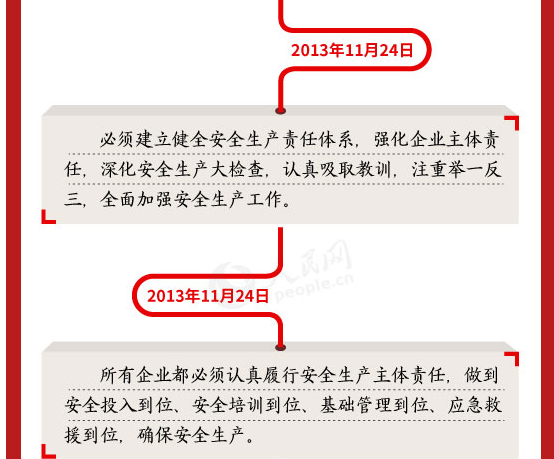 2013年11月24日
必须建立健全安全生产责任体系，强化企业主体责
任，深化安全生产大检查，认真吸取教训，注重举一反
三，全面加强安全生产工作。
人民网
people.cn
2013年11月24日
所有企业都必须认真履行安全生产主体责任，做到
安全投入到位、安全培训到位、基础管理到位、应急救
援到位，确保安全生产。